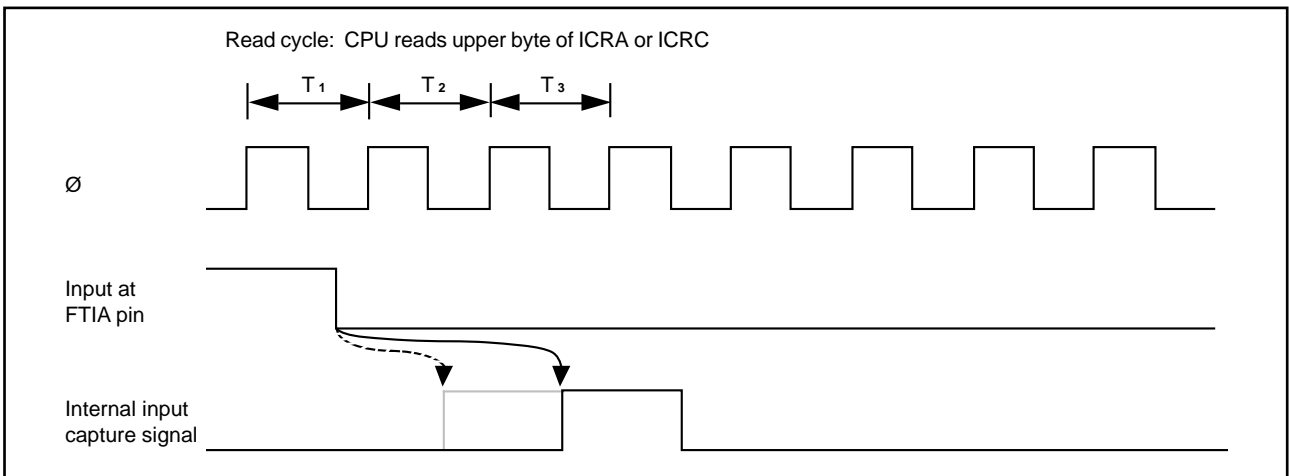 Read cycle: CPU reads upper byte of ICRA or ICRC
T1 T2 T3
Ø
Input at
FTIA pin
Internal input
capture signal